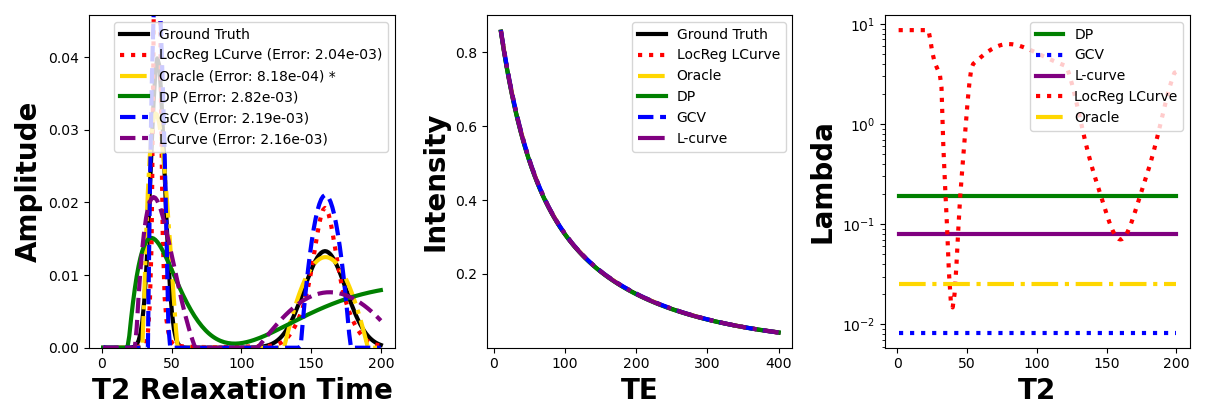 Amplitude
0.04
0.03
0.02
0.01
0.00
Ground Truth
LocReg LCurve (Error: 2.04e-03)
Oracle (Error: 8.18e-04) *
DP (Error: 2.82e-03)
GCV (Error: 2.19e-03)
LCurve (Error: 2.16e-03)
0 50 100 150 200
T2 Relaxation Time
Intensity
0.8
0.6
0.4
0.2
Ground Truth
LocReg LCurve
Oracle
DP
GCV
L-curve
0 100 200 300 400
TE
Lambda
10¹
10⁰
10⁻¹
10⁻²
DP
GCV
L-curve
LocReg LCurve
Oracle
0 50 100 150 200
T2